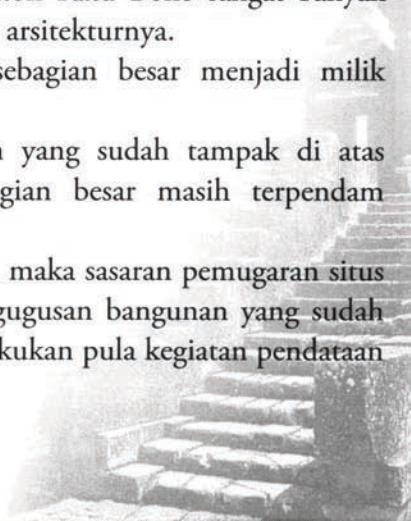 arsitekturnya.
sebagian besar menjadi milik
yang sudah tampak di atas
gian besar masih terpendam
maka sasaran pemugaran situs
gugusan bangunan yang sudah
kukan pula kegiatan pendataan